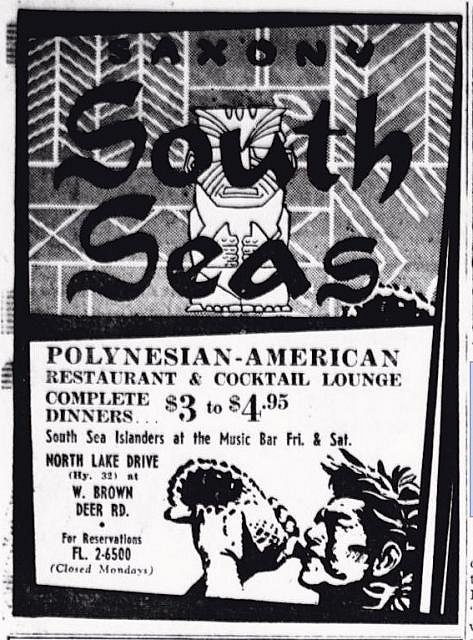 SAXONY
South
Seas
POLYNESIAN-AMERICAN
RESTAURANT & COCKTAIL LOUNGE
COMPLETE
DINNERS... $3 to $4.95
South Sea Islanders at the Music Bar Fri. & Sat.
NORTH LAKE DRIVE
(Hy. 32) at
W. BROWN
DEER RD.
•
For Reservations
FL. 2-6500
(Closed Mondays)